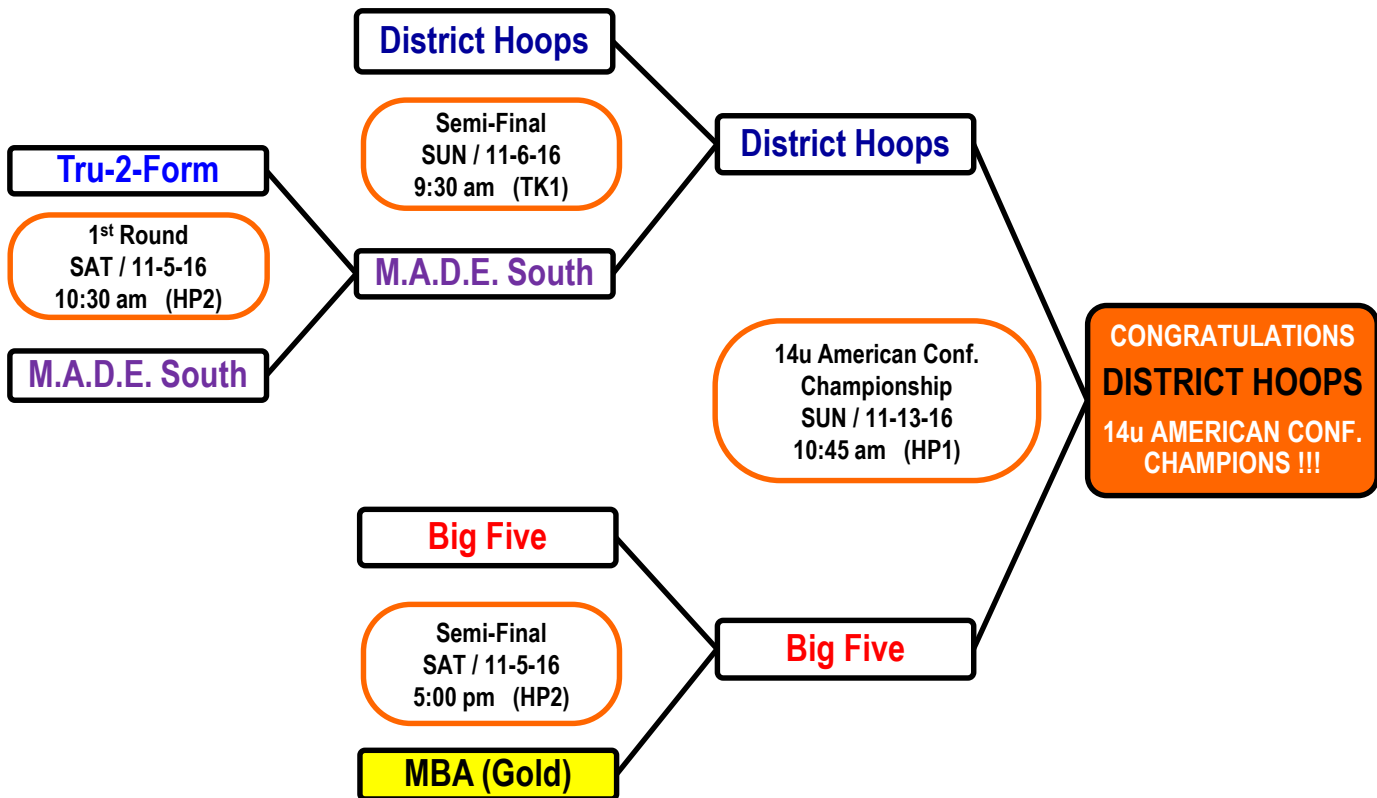 District Hoops
Semi-Final
SUN / 11-6-16
9:30 am (TK1)
District Hoops
Tru-2-Form
1st Round
SAT / 11-5-16
10:30 am (HP2)
M.A.D.E. South
M.A.D.E. South
14u American Conf.
Championship
SUN / 11-13-16
10:45 am (HP1)
CONGRATULATIONS
DISTRICT HOOPS
14u AMERICAN CONF.
CHAMPIONS !!!
Big Five
Semi-Final
SAT / 11-5-16
5:00 pm (HP2)
Big Five
MBA (Gold)